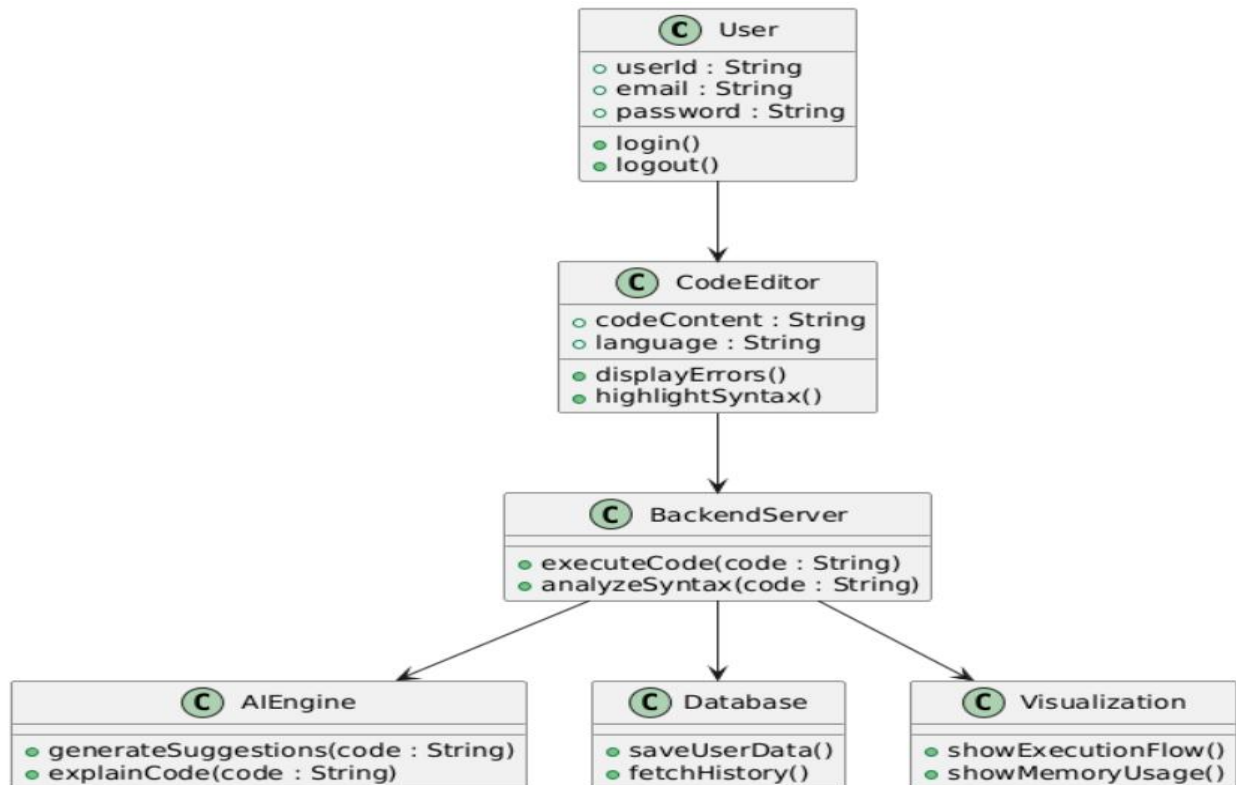 C User
userId : String
email : String
password : String
login()
logout()
C CodeEditor
codeContent : String
language : String
displayErrors()
highlightSyntax()
C BackendServer
executeCode(code : String)
analyzeSyntax(code : String)
C AIEngine
generateSuggestions(code : String)
explainCode(code : String)
C Database
saveUserData()
fetchHistory()
C Visualization
showExecutionFlow()
showMemoryUsage()